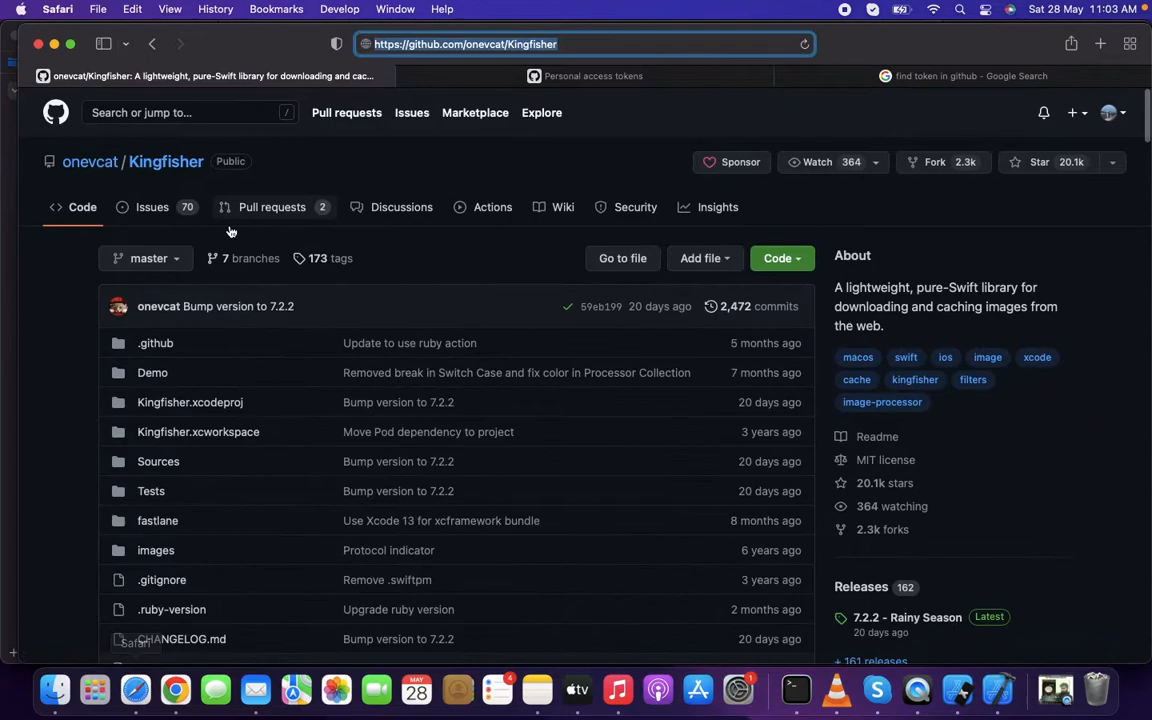 Safari File Edit View History Bookmarks Develop Window Help Sat 28 May 11:03 AM
https://github.com/onevcat/Kingfisher
onevcat/Kingfisher: A lightweight, pure-Swift library for downloading and cac... Personal access tokens find token in github - Google Search
Search or jump to... / Pull requests Issues Marketplace Explore
onevcat / Kingfisher Public Sponsor Watch 364 Fork 2.3k Star 20.1k
Code Issues 70 Pull requests 2 Discussions Actions Wiki Security Insights
master 7 branches 173 tags Go to file Add file Code
About
A lightweight, pure-Swift library for
downloading and caching images from
the web.
onevcat Bump version to 7.2.2 59eb199 20 days ago 2,472 commits
.github Update to use ruby action 5 months ago
Demo Removed break in Switch Case and fix color in Processor Collection 7 months ago
Kingfisher.xcodeproj Bump version to 7.2.2 20 days ago
Kingfisher.xcworkspace Move Pod dependency to project 3 years ago
Sources Bump version to 7.2.2 20 days ago
Tests Bump version to 7.2.2 20 days ago
fastlane Use Xcode 13 for xcframework bundle 8 months ago
images Protocol indicator 6 years ago
.gitignore Remove .swiftpm 3 years ago
.ruby-version Upgrade ruby version 2 months ago
CHANGELOG.md Bump version to 7.2.2 20 days ago
Safari
macos swift ios image xcode
cache kingfisher filters
image-processor
Readme
MIT license
20.1k stars
364 watching
2.3k forks
Releases 162
7.2.2 - Rainy Season Latest
20 days ago
+ 161 releases
MAY
28
4
tv
1